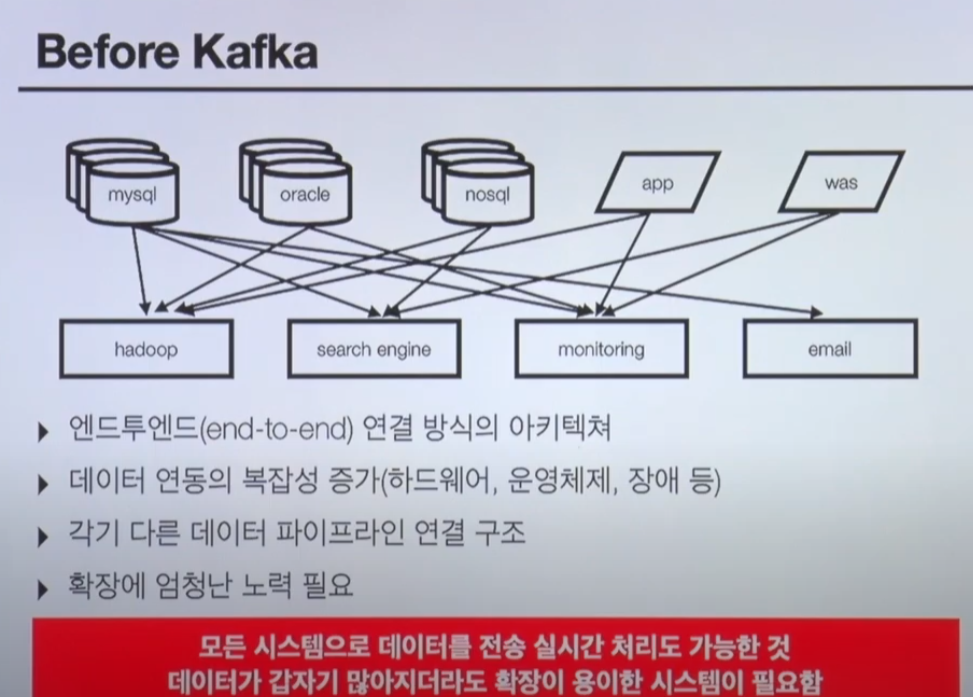 Before Kafka
mysql
oracle
nosql
app
was
hadoop
search engine
monitoring
email
엔드투엔드(end-to-end) 연결 방식의 아키텍쳐
데이터 연동의 복잡성 증가(하드웨어, 운영체제, 장애 등)
각기 다른 데이터 파이프라인 연결 구조
확장에 엄청난 노력 필요
모든 시스템으로 데이터를 전송 실시간 처리도 가능한 것
데이터가 갑자기 많아지더라도 확장이 용이한 시스템이 필요함